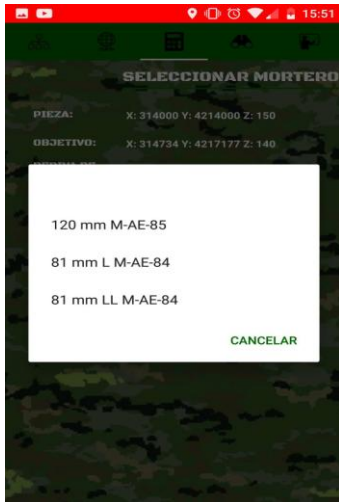 15:51
SELECCIONAR MORTERO
PIEZA: X: 314000 Y: 4214000 Z: 150
OBJETIVO: X: 314734 Y: 4217177 Z: 140
120 mm M-AE-85
81 mm L M-AE-84
81 mm LL M-AE-84
CANCELAR